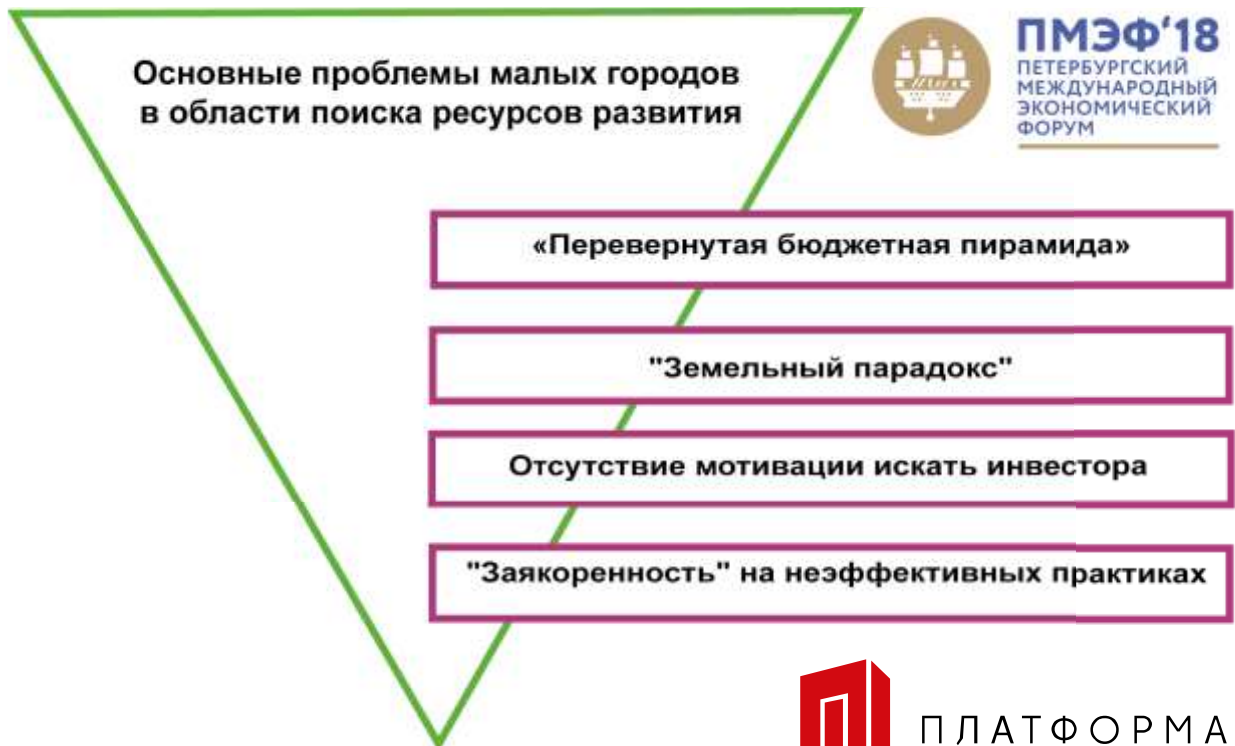 Основные проблемы малых городов
в области поиска ресурсов развития
ПМЭФ'18
ПЕТЕРБУРГСКИЙ
МЕЖДУНАРОДНЫЙ
ЭКОНОМИЧЕСКИЙ
ФОРУМ
«Перевернутая бюджетная пирамида»
"Земельный парадокс"
Отсутствие мотивации искать инвестора
"Заякоренность" на неэффективных практиках
ПЛАТФОРМА